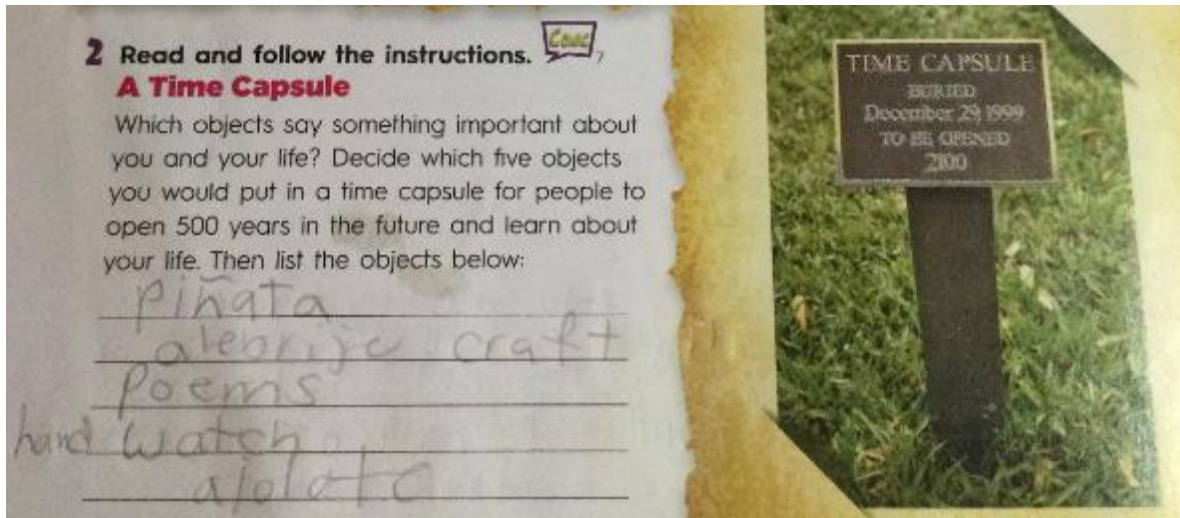 2 Read and follow the instructions.
A Time Capsule
Which objects say something important about
you and your life? Decide which five objects
you would put in a time capsule for people to
open 500 years in the future and learn about
your life. Then list the objects below:
Piñata
alebrije craft
Poems
hand Watch
TIME CAPSULE
BURIED
December 29, 1999
TO BE OPENED
2100